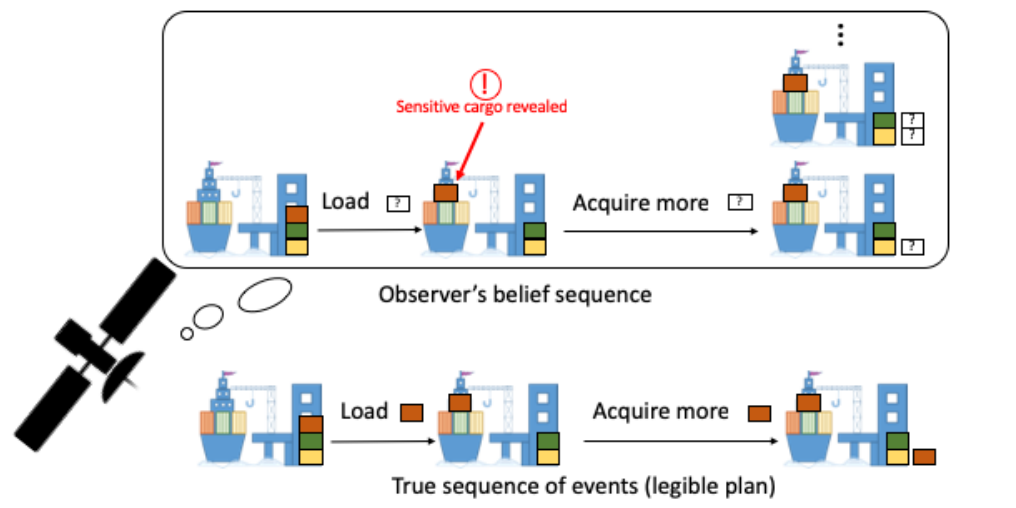 ⋮
!
Sensitive cargo revealed
?
?
Load ?
Acquire more ?
?
Observer's belief sequence
Load
Acquire more
True sequence of events (legible plan)